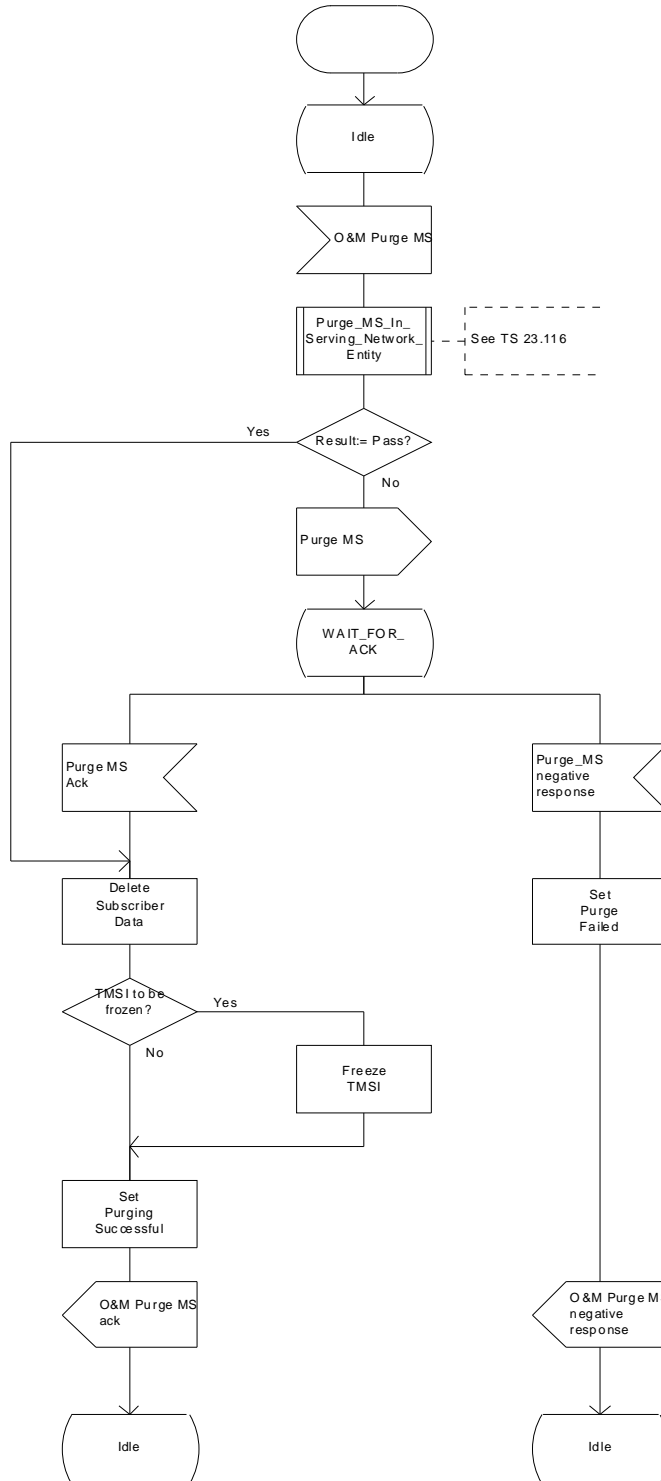 Idle
O&M Purge MS
Purge_MS_In_
Serving_Network_
Entity
See TS 23.116
Yes
Result:= Pass?
No
Purge MS
WAIT_FOR_
ACK
Purge MS
Ack
Purge_MS
negative
response
Delete
Subscriber
Data
Set
Purge
Failed
TMSI to be
frozen?
Yes
No
Freeze
TMSI
Set
Purging
Successful
O&M Purge MS
ack
O&M Purge M
negative
response
Idle
Idle